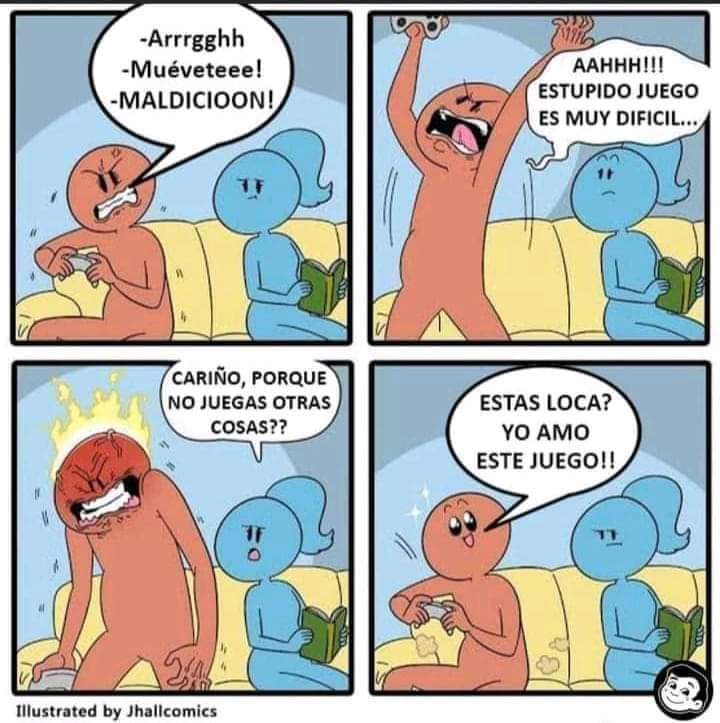 -Arrrgghh
-Muéveteee!
-MALDICIOON!
AAHHH!!!
ESTUPIDO JUEGO
ES MUY DIFICIL...
CARIÑO, PORQUE
NO JUEGAS OTRAS
COSAS??
ESTAS LOCA?
YO AMO
ESTE JUEGO!!
Illustrated by Jhallcomics